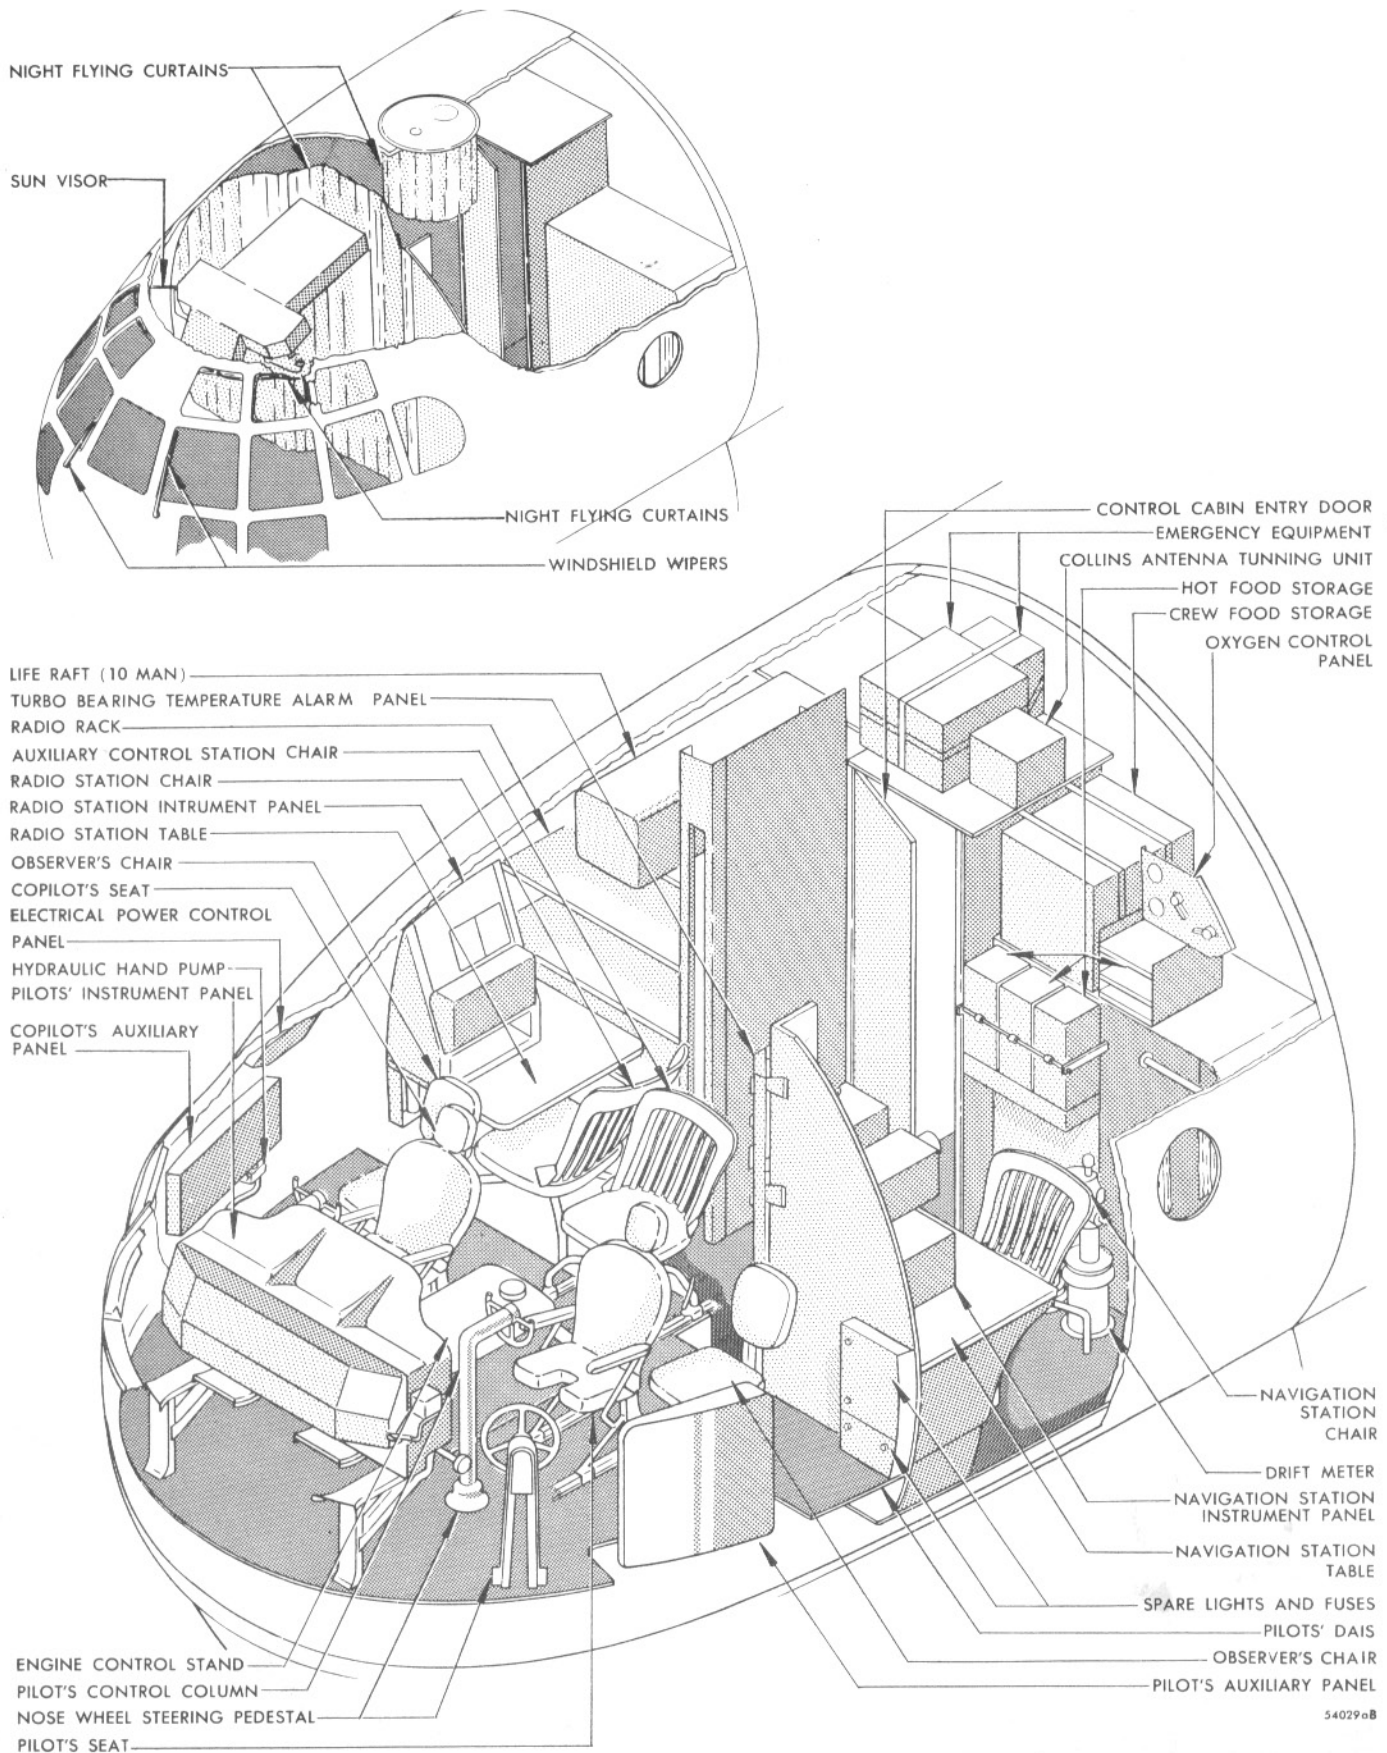 NIGHT FLYING CURTAINS
SUN VISOR
NIGHT FLYING CURTAINS
WINDSHIELD WIPERS
CONTROL CABIN ENTRY DOOR
EMERGENCY EQUIPMENT
COLLINS ANTENNA TUNNING UNIT
HOT FOOD STORAGE
CREW FOOD STORAGE
OXYGEN CONTROL
PANEL
LIFE RAFT (10 MAN)
TURBO BEARING TEMPERATURE ALARM PANEL
RADIO RACK
AUXILIARY CONTROL STATION CHAIR
RADIO STATION CHAIR
RADIO STATION INTRUMENT PANEL
RADIO STATION TABLE
OBSERVER'S CHAIR
COPILOT'S SEAT
ELECTRICAL POWER CONTROL
PANEL
HYDRAULIC HAND PUMP
PILOTS' INSTRUMENT PANEL
COPILOT'S AUXILIARY
PANEL
NAVIGATION
STATION
CHAIR
DRIFT METER
NAVIGATION STATION
INSTRUMENT PANEL
NAVIGATION STATION
TABLE
SPARE LIGHTS AND FUSES
PILOTS' DAIS
OBSERVER'S CHAIR
PILOT'S AUXILIARY PANEL
54029aB
ENGINE CONTROL STAND
PILOT'S CONTROL COLUMN
NOSE WHEEL STEERING PEDESTAL
PILOT'S SEAT